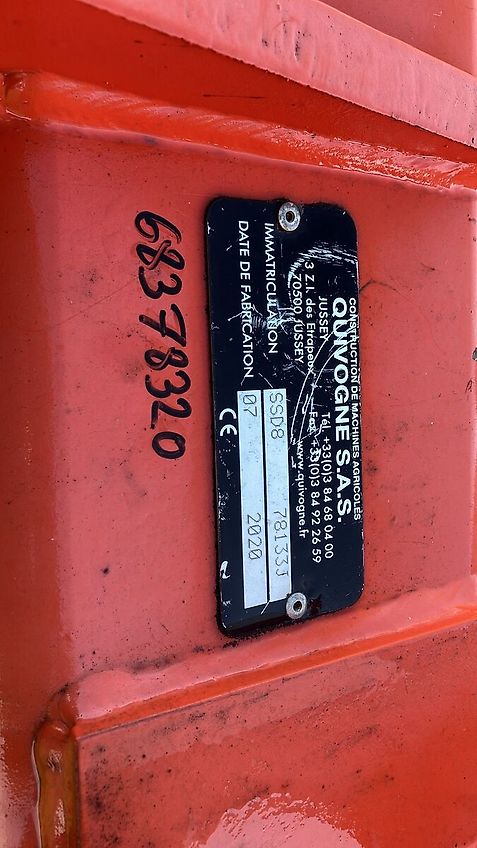 CONSTRUCTION DE MACHINES AGRICOLES
QUIVOGNE S.A.S.
JUSSEY Tél. +33(0)3 84 68 04 00
3 Z.I. des Etrapeux Fax +33(0)3 84 92 26 59
70500 JUSSEY www.quivogne.fr
IMMATRICULATION SSD8 78133J
DATE DE FABRICATION 07 2020
CE
68378320